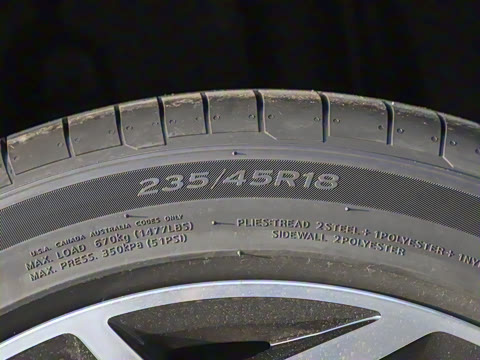 235/45R18
U.S.A. CANADA AUSTRALIA CODES ONLY
MAX. LOAD 670kg (1477LBS)
MAX. PRESS. 350kPa (51PSI)
PLIES:TREAD 2STEEL+1POLYESTER+1NY
SIDEWALL 2POLYESTER